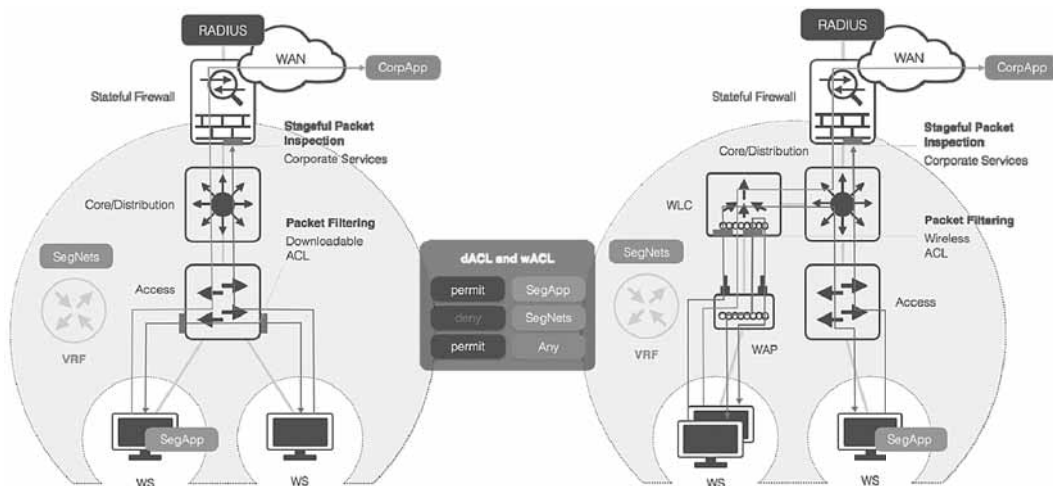 RADIUS
WAN
CorpApp
Stateful Firewall
Stageful Packet
Inspection
Corporate Services
Core/Distribution
Packet Filtering
Downloadable
ACL
SegNets
Access
VRF
SegApp
WS
WS
dACL and wACL
permit
SegApp
deny
SegNets
permit
Any
RADIUS
WAN
CorpApp
Stateful Firewall
Stageful Packet
Inspection
Corporate Services
Core/Distribution
WLC
Packet Filtering
Wireless
ACL
SegNets
Access
VRF
WAP
SegApp
WS
WS